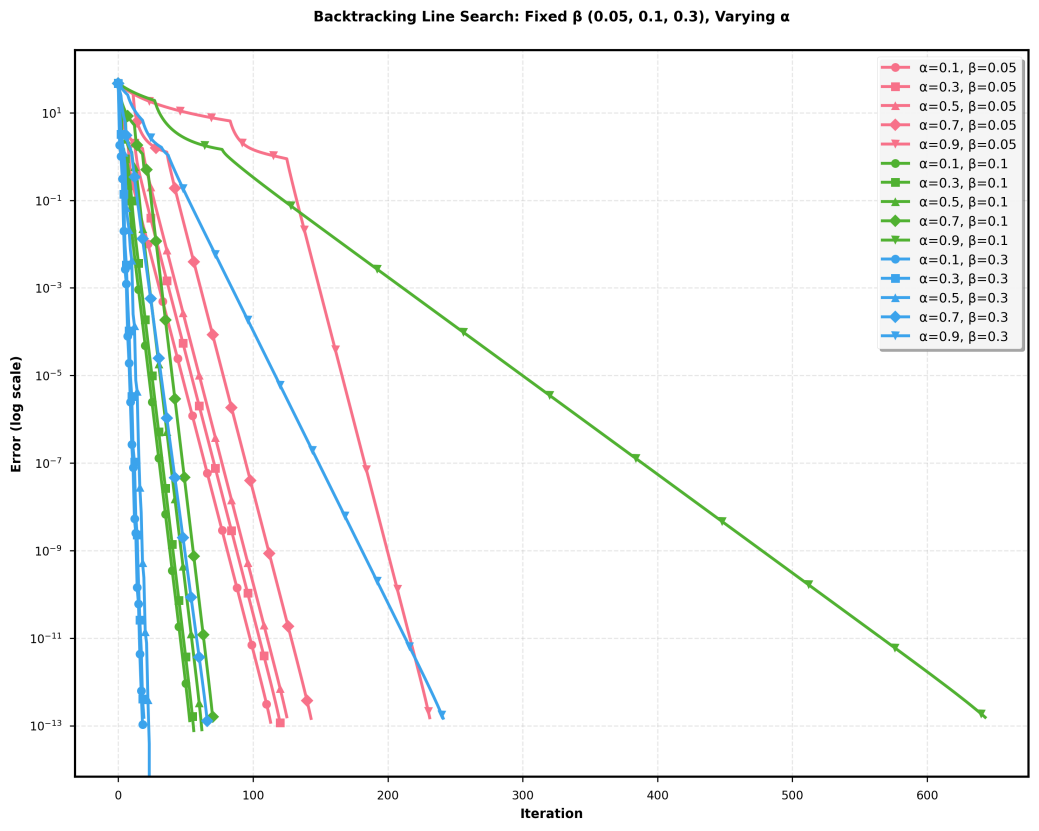 Backtracking Line Search: Fixed β (0.05, 0.1, 0.3), Varying α
α=0.1, β=0.05
α=0.3, β=0.05
α=0.5, β=0.05
α=0.7, β=0.05
α=0.9, β=0.05
α=0.1, β=0.1
α=0.3, β=0.1
α=0.5, β=0.1
α=0.7, β=0.1
α=0.9, β=0.1
α=0.1, β=0.3
α=0.3, β=0.3
α=0.5, β=0.3
α=0.7, β=0.3
α=0.9, β=0.3
Error (log scale)
10¹
10⁻¹
10⁻³
10⁻⁵
10⁻⁷
10⁻⁹
10⁻¹¹
10⁻¹³
0 100 200 300 400 500 600
Iteration